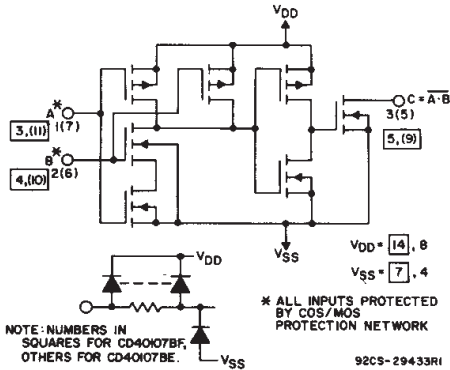 VDD
A*
1(7)
3,(11)
B*
2(6)
4,(10)
C = A·B
3(5)
5,(9)
VSS
VDD = 14, 8
VSS = 7, 4
* ALL INPUTS PROTECTED
BY COS/MOS
PROTECTION NETWORK
VDD
VSS
NOTE: NUMBERS IN
SQUARES FOR CD40107BF,
OTHERS FOR CD40107BE.
92CS-29433R1